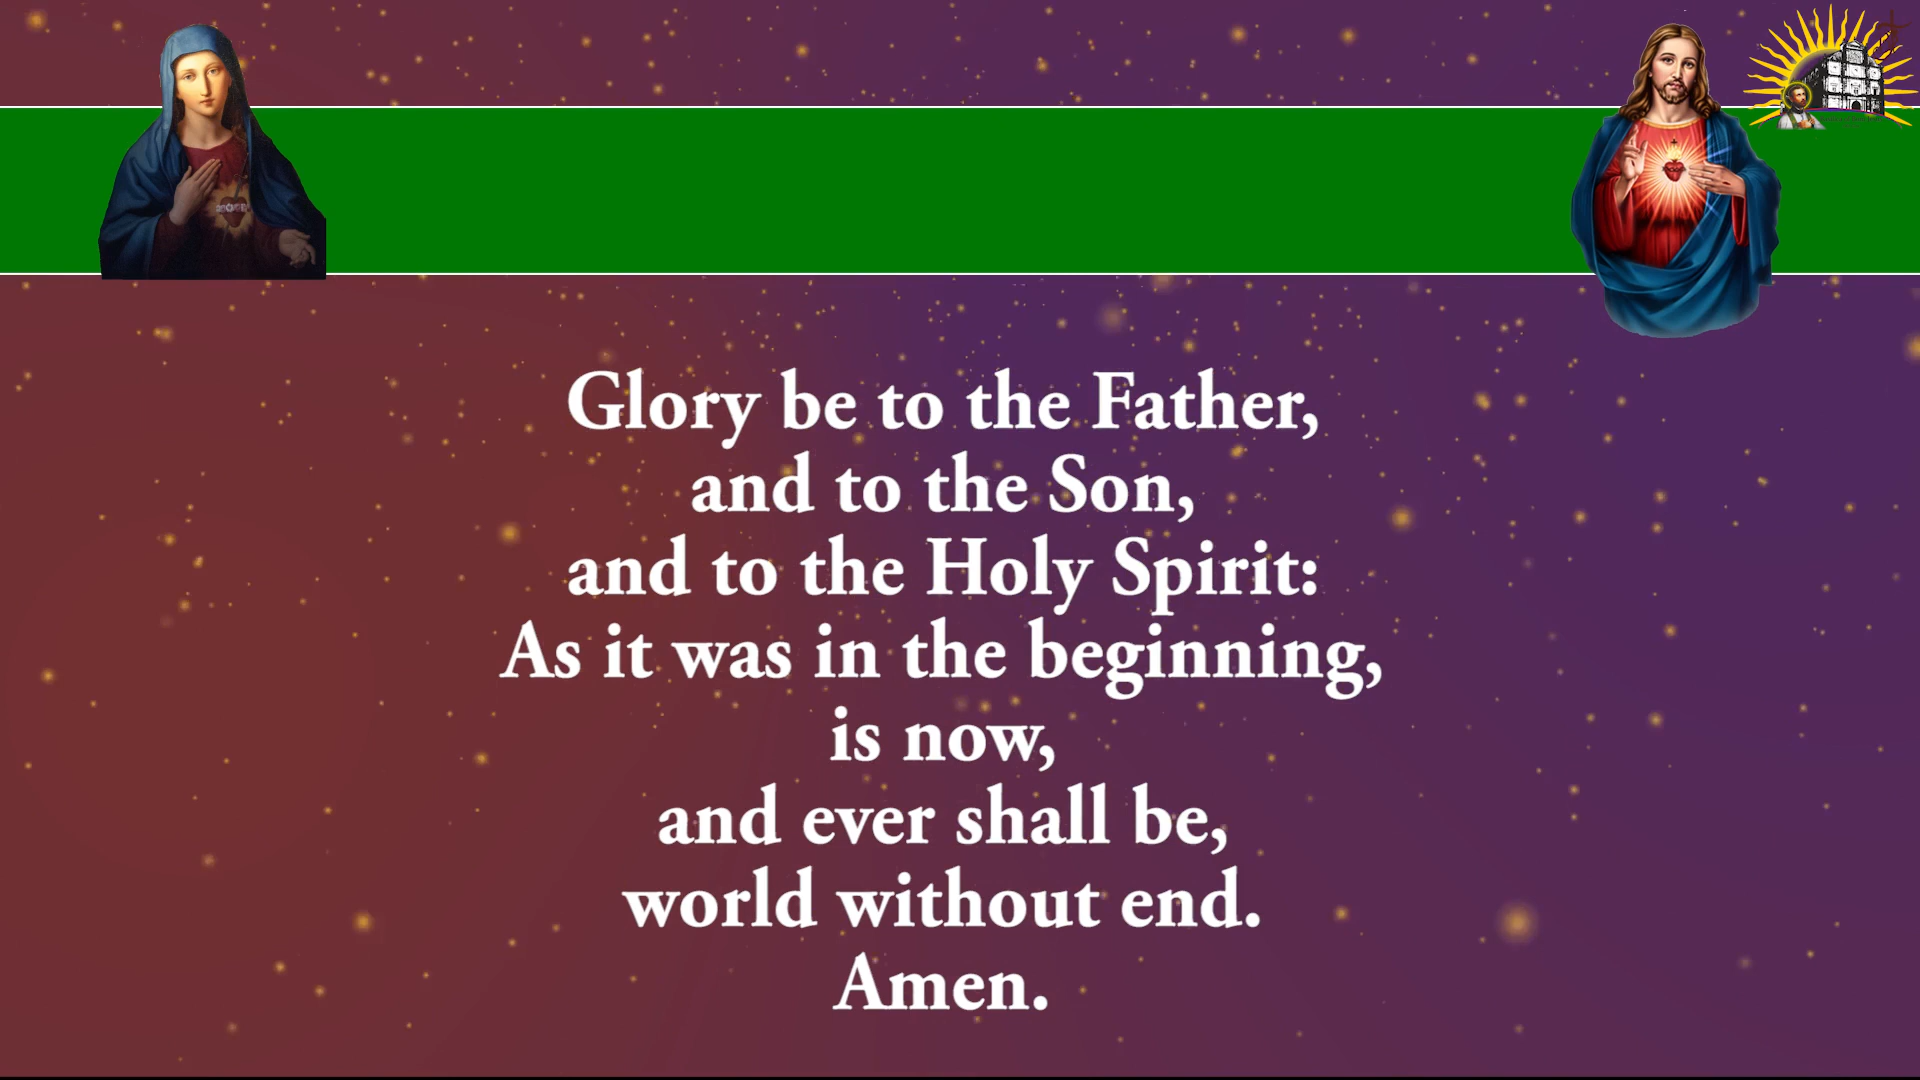 Glory be to the Father,
and to the Son,
and to the Holy Spirit:
As it was in the beginning,
is now,
and ever shall be,
world without end.
Amen.